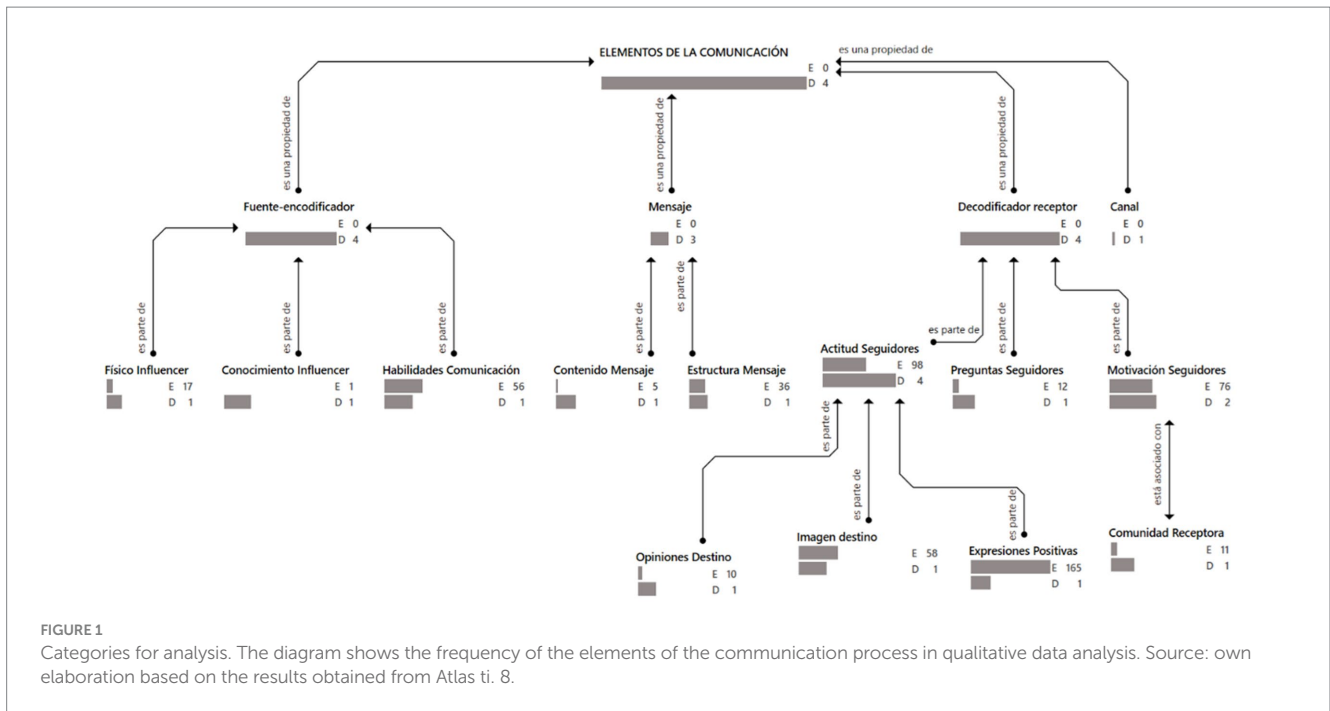 ELEMENTOS DE LA COMUNICACIÓN
es una propiedad de
E 0
D 4
es una propiedad de
es una propiedad de
es una propiedad de
Fuente-encodificador
E 0
D 4
Mensaje
E 0
D 3
Decodificador receptor
E 0
D 4
Canal
E 0
D 1
es parte de
es parte de
es parte de
es parte de
es parte de
es parte de
es parte de
es parte de
Físico Influencer
E 17
D 1
Conocimiento Influencer
E 1
D 1
Habilidades Comunicación
E 56
D 1
Contenido Mensaje
E 5
D 1
Estructura Mensaje
E 36
D 1
Actitud Seguidores
E 98
D 4
Preguntas Seguidores
E 12
D 1
Motivación Seguidores
E 76
D 2
es parte de
es parte de
es parte de
está asociado con
Opiniones Destino
E 10
D 1
Imagen destino
E 58
D 1
Expresiones Positivas
E 165
D 1
Comunidad Receptora
E 11
D 1
FIGURE 1
Categories for analysis. The diagram shows the frequency of the elements of the communication process in qualitative data analysis. Source: own
elaboration based on the results obtained from Atlas ti. 8.